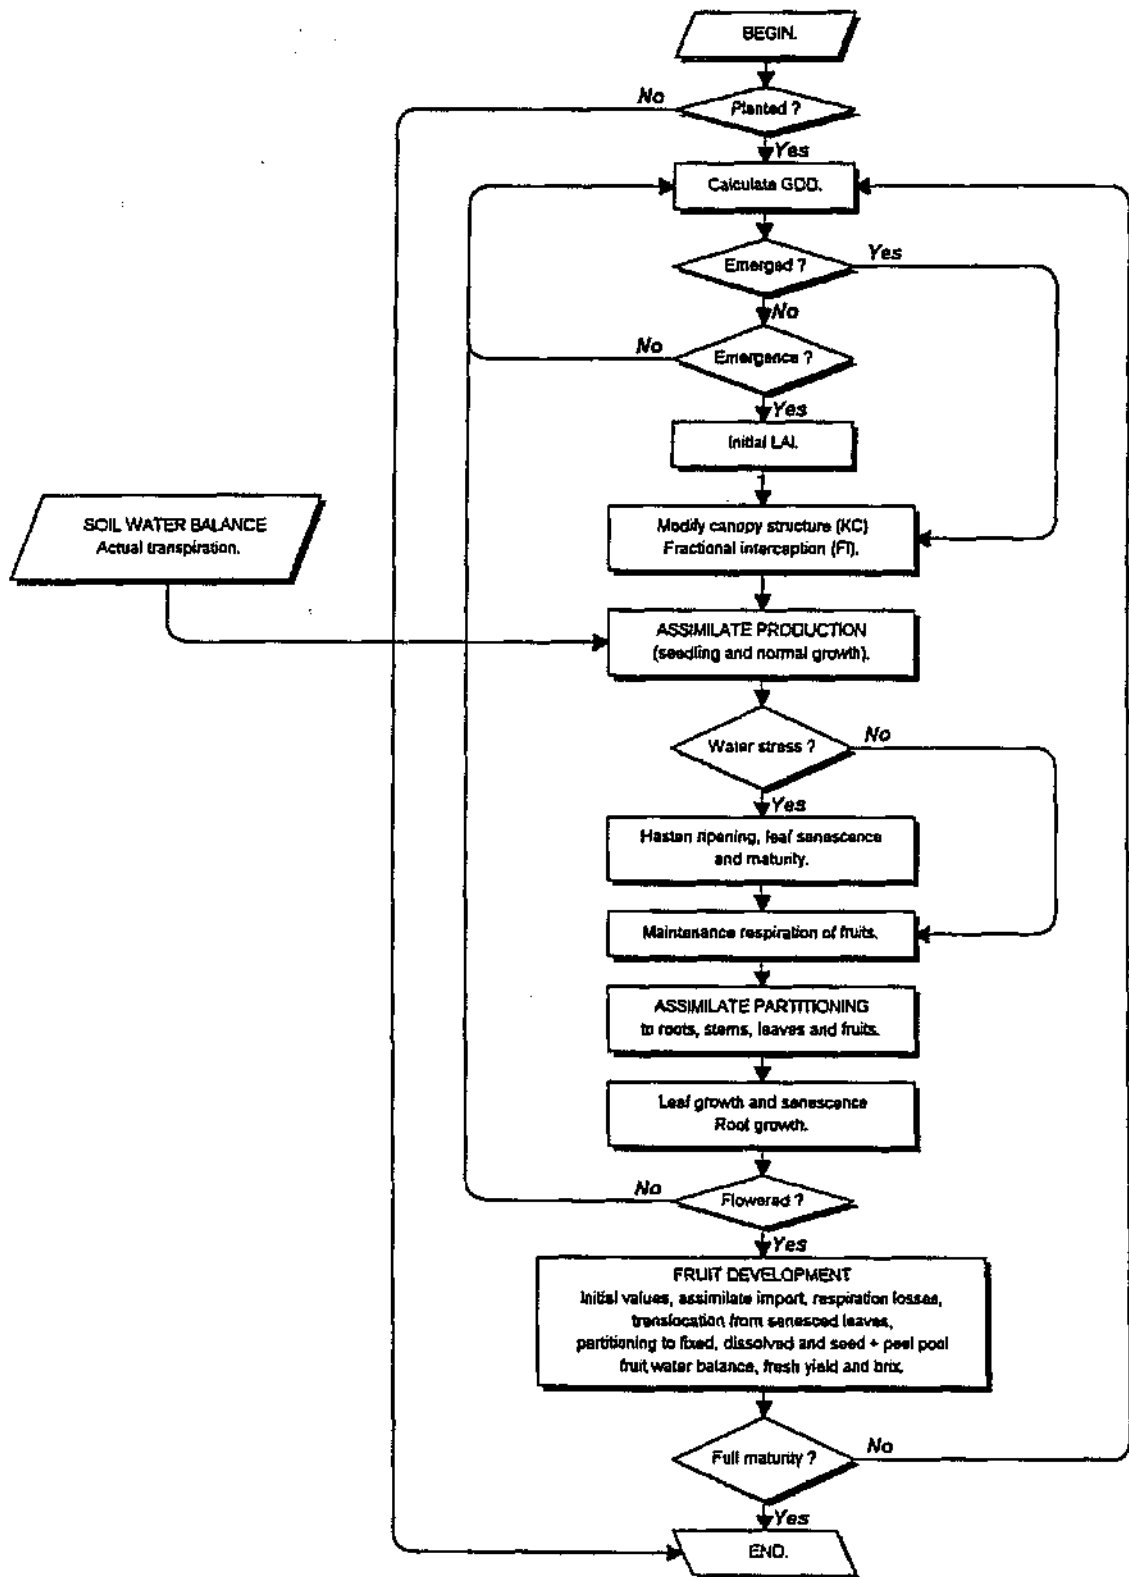 BEGIN.
No
Planted ?
Yes
Calculate GDD.
Emerged ?
Yes
No
No
Emergence ?
Yes
Initial LAI.
SOIL WATER BALANCE
Actual transpiration.
Modify canopy structure (KC)
Fractional interception (FI).
ASSIMILATE PRODUCTION
(seedling and normal growth).
Water stress ?
No
Yes
Hasten ripening, leaf senescence
and maturity.
Maintenance respiration of fruits.
ASSIMILATE PARTITIONING
to roots, stems, leaves and fruits.
Leaf growth and senescence
Root growth.
No
Flowered ?
Yes
FRUIT DEVELOPMENT
Initial values, assimilate import, respiration losses,
translocation from senesced leaves,
partitioning to fixed, dissolved and seed + peel pool
fruit water balance, fresh yield and brix.
Full maturity ?
No
Yes
END.